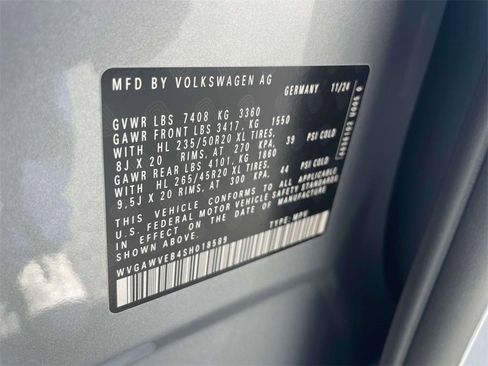 MFD BY VOLKSWAGEN AG GERMANY 11/24
GVWR LBS 7408 KG 3360
GAWR FRONT LBS 3417, KG 1550
WITH HL 235/50R20 XL TIRES,
8J X 20 RIMS, AT 270 KPA, 39 PSI COLD
GAWR REAR LBS 4101, KG 1860
WITH HL 265/45R20 XL TIRES,
9.5J X 20 RIMS, AT 300 KPA, 44 PSI COLD
THIS VEHICLE CONFORMS TO ALL APPLICABLE
U.S. FEDERAL MOTOR VEHICLE SAFETY STANDARDS
IN EFFECT ON THE DATE OF MANUFACTURE
SHOWN ABOVE.
TYPE: MPV
WVGAWVEB4SH018589